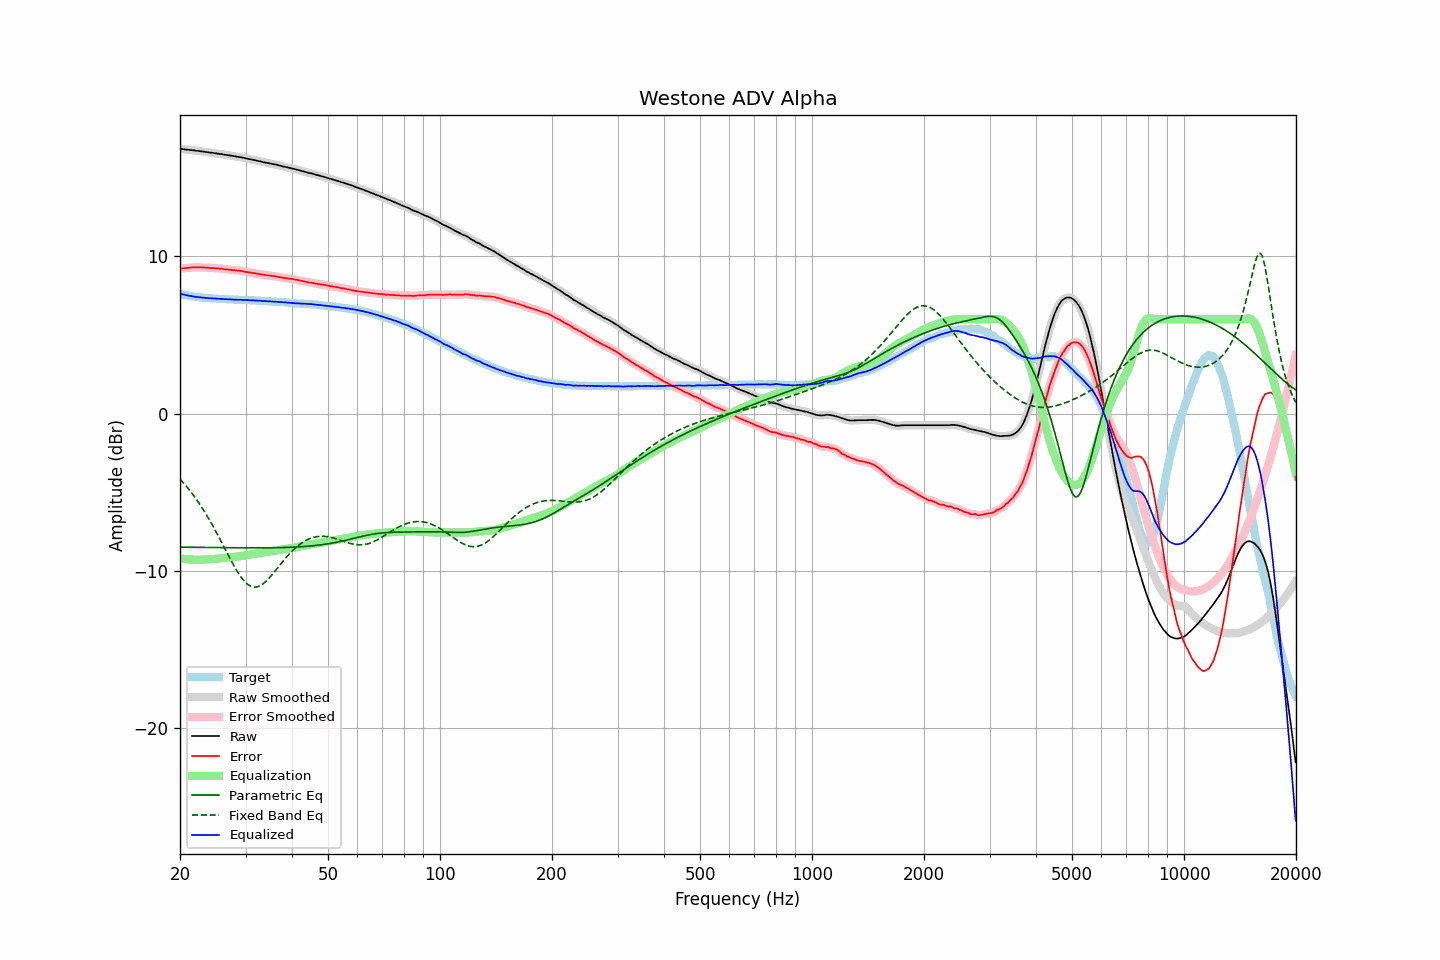 Westone ADV Alpha
Amplitude (dBr)
10
0
−10
−20
Target
Raw Smoothed
Error Smoothed
Raw
Error
Equalization
Parametric Eq
Fixed Band Eq
Equalized
20 50 100 200 500 1000 2000 5000 10000 20000
Frequency (Hz)